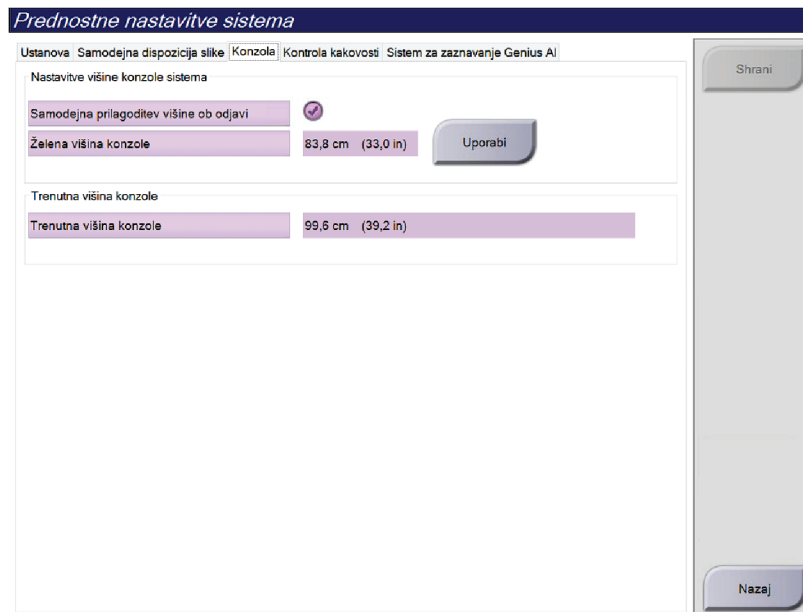 Prednostne nastavitve sistema
Ustanova Samodejna dispozicija slike Konzola Kontrola kakovosti Sistem za zaznavanje Genius AI
Shrani
Nastavitve višine konzole sistema
Samodejna prilagoditev višine ob odjavi
Želena višina konzole 83,8 cm (33,0 in) Uporabi
Trenutna višina konzole
Trenutna višina konzole 99,6 cm (39,2 in)
Nazaj